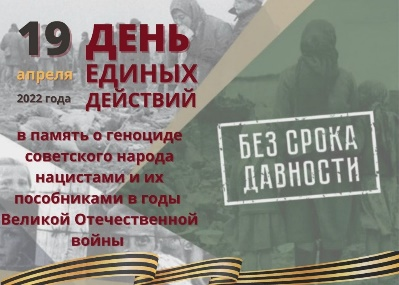 19 ДЕНЬ
апреля ЕДИНЫХ
2022 года ДЕЙСТВИЙ
в память о геноциде
советского народа
нацистами и их
пособниками в годы
Великой Отечественной
войны
БЕЗ СРОКА
ДАВНОСТИ